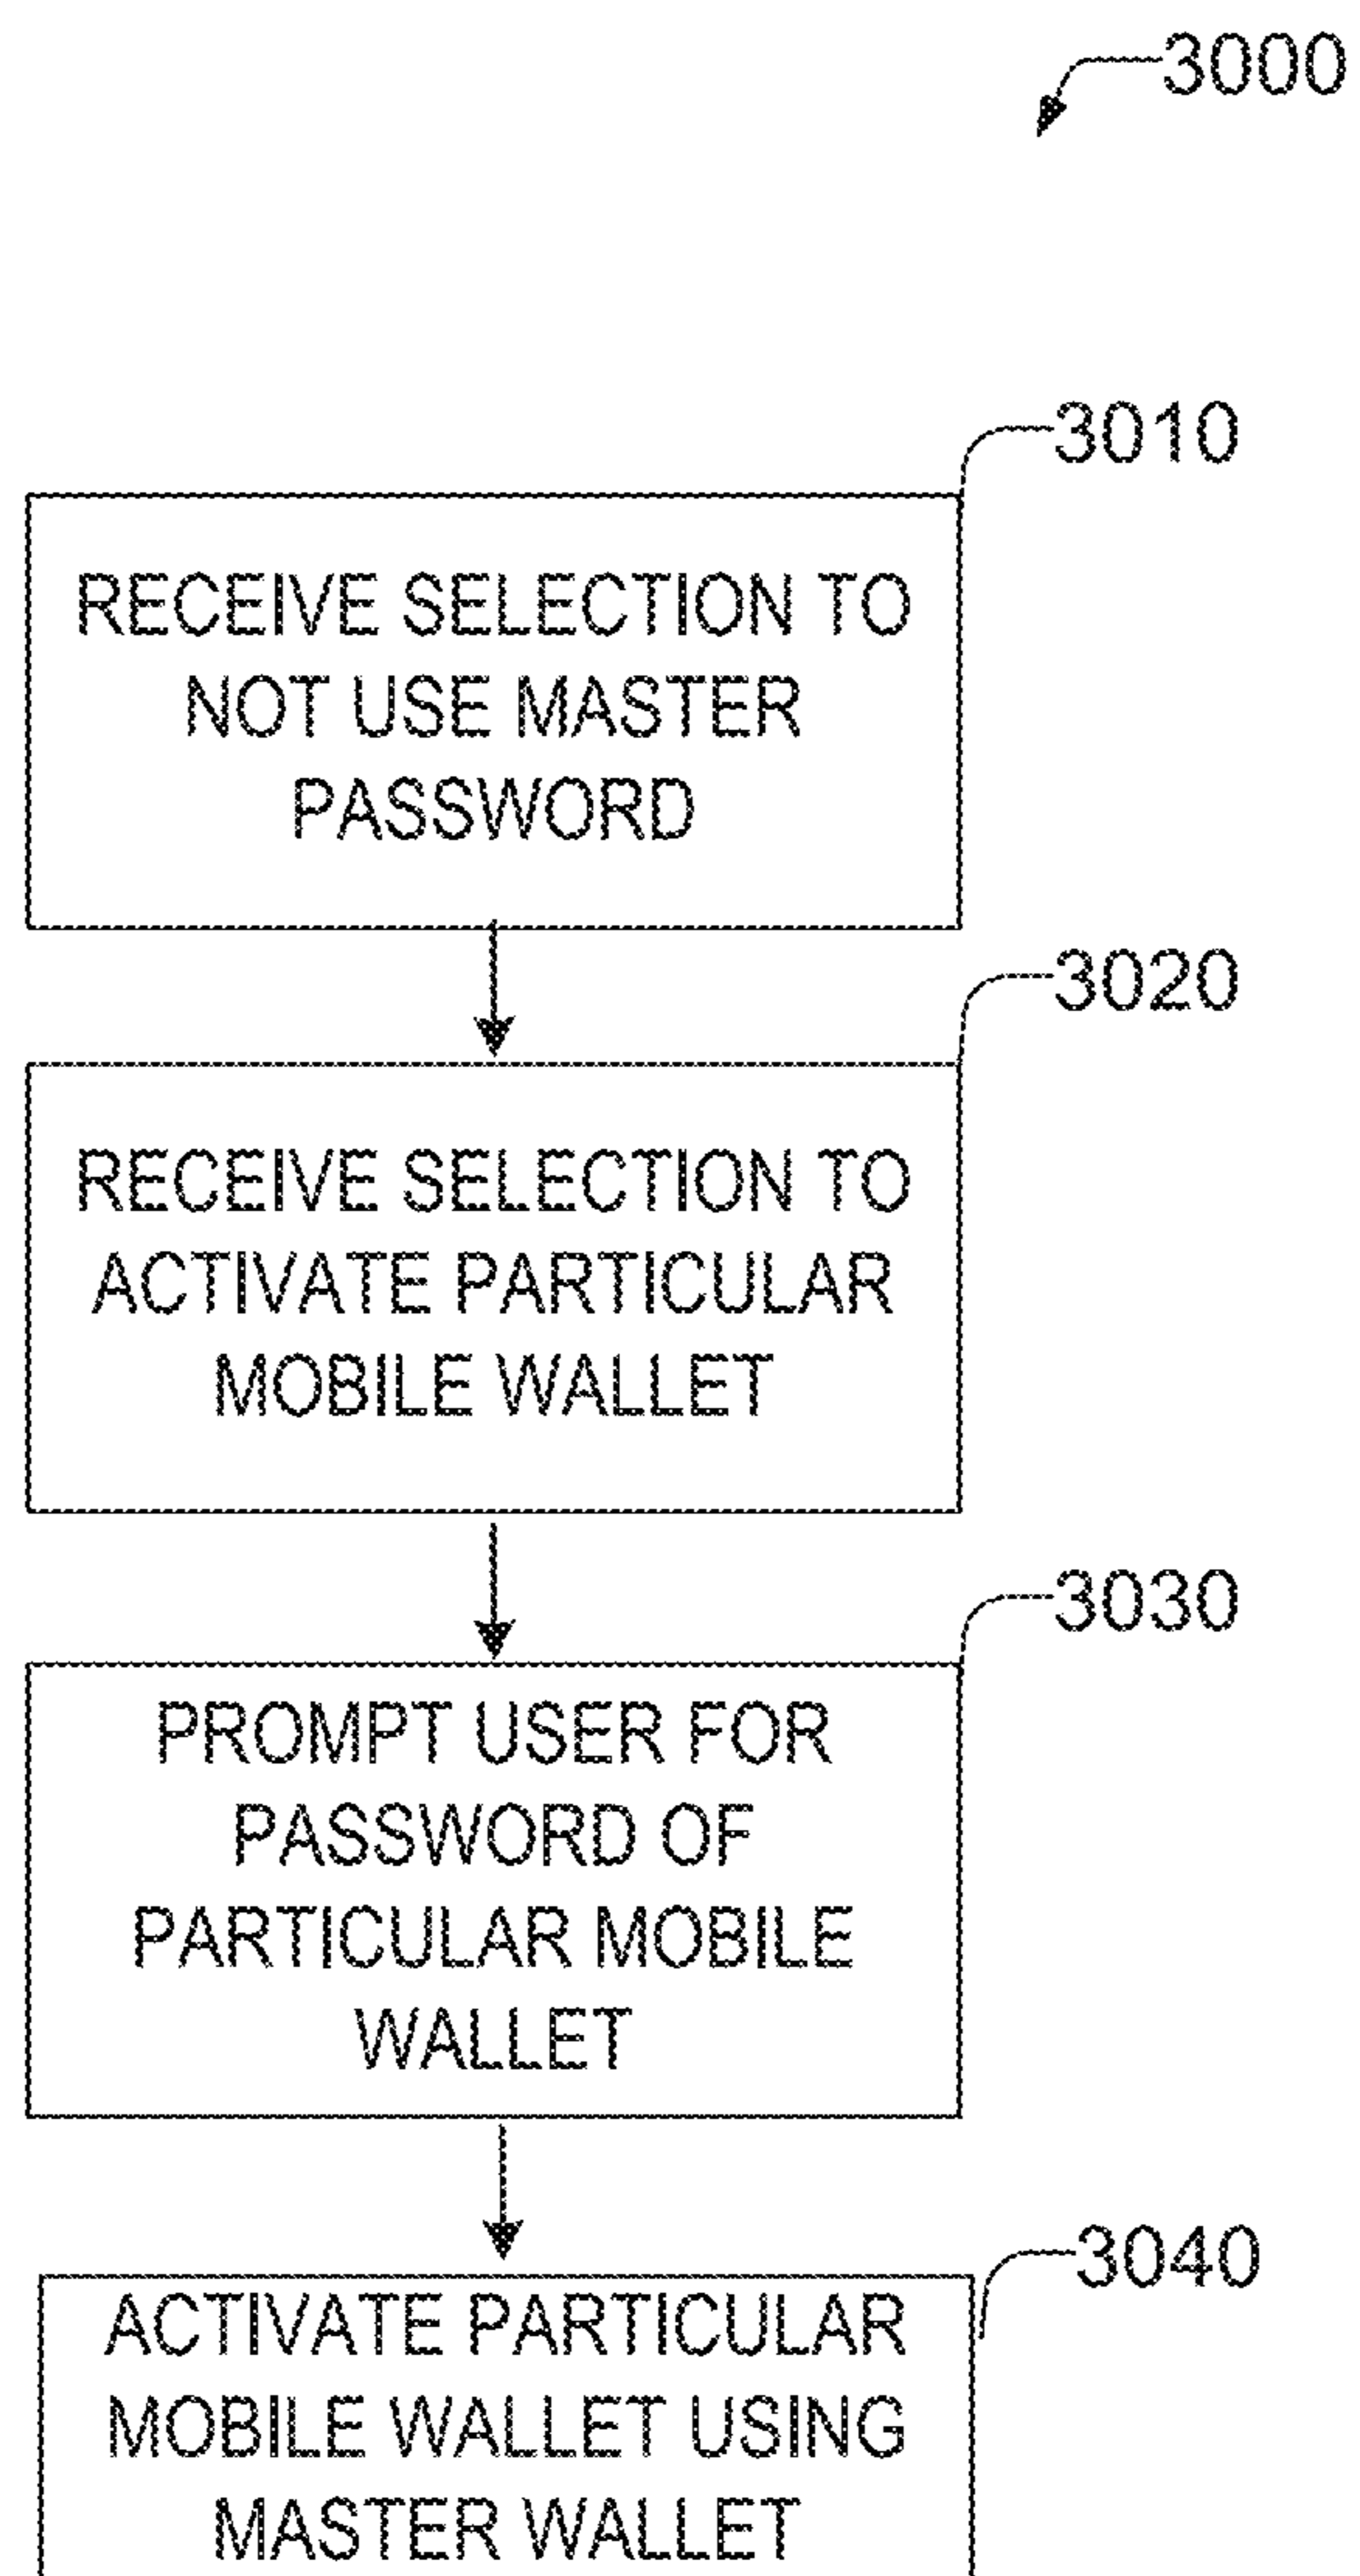 3000
3010
RECEIVE SELECTION TO
NOT USE MASTER
PASSWORD
3020
RECEIVE SELECTION TO
ACTIVATE PARTICULAR
MOBILE WALLET
3030
PROMPT USER FOR
PASSWORD OF
PARTICULAR MOBILE
WALLET
3040
ACTIVATE PARTICULAR
MOBILE WALLET USING
MASTER WALLET